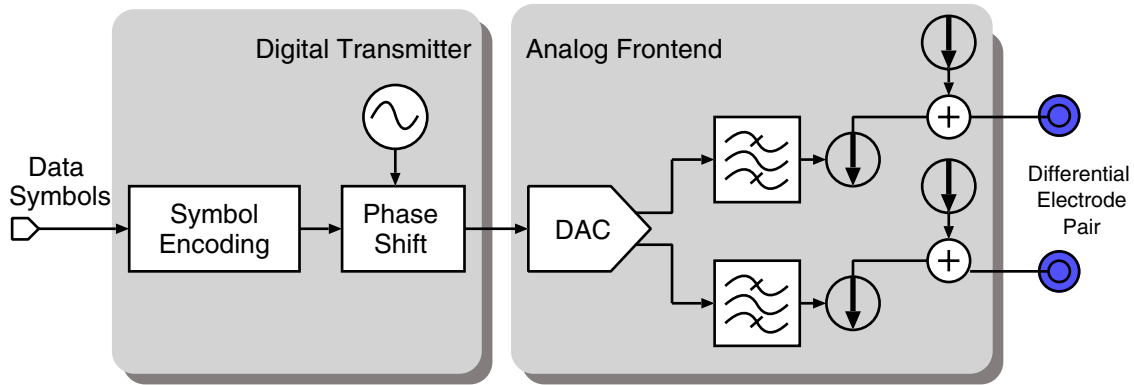 Digital Transmitter
Analog Frontend
Data
Symbols
Symbol
Encoding
Phase
Shift
DAC
Differential
Electrode
Pair